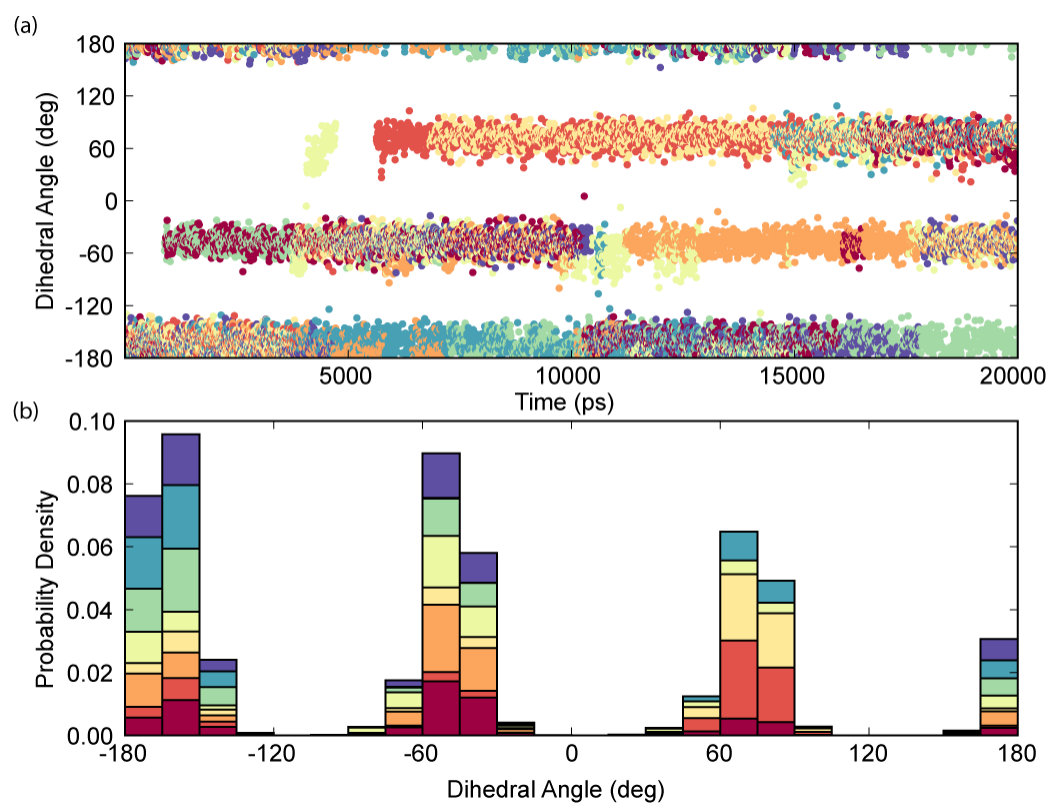 (a)
180
120
60
0
-60
-120
-180
Dihedral Angle (deg)
5000 10000 15000 20000
Time (ps)
(b)
0.10
0.08
0.06
0.04
0.02
0.00
Probability Density
-180 -120 -60 0 60 120 180
Dihedral Angle (deg)